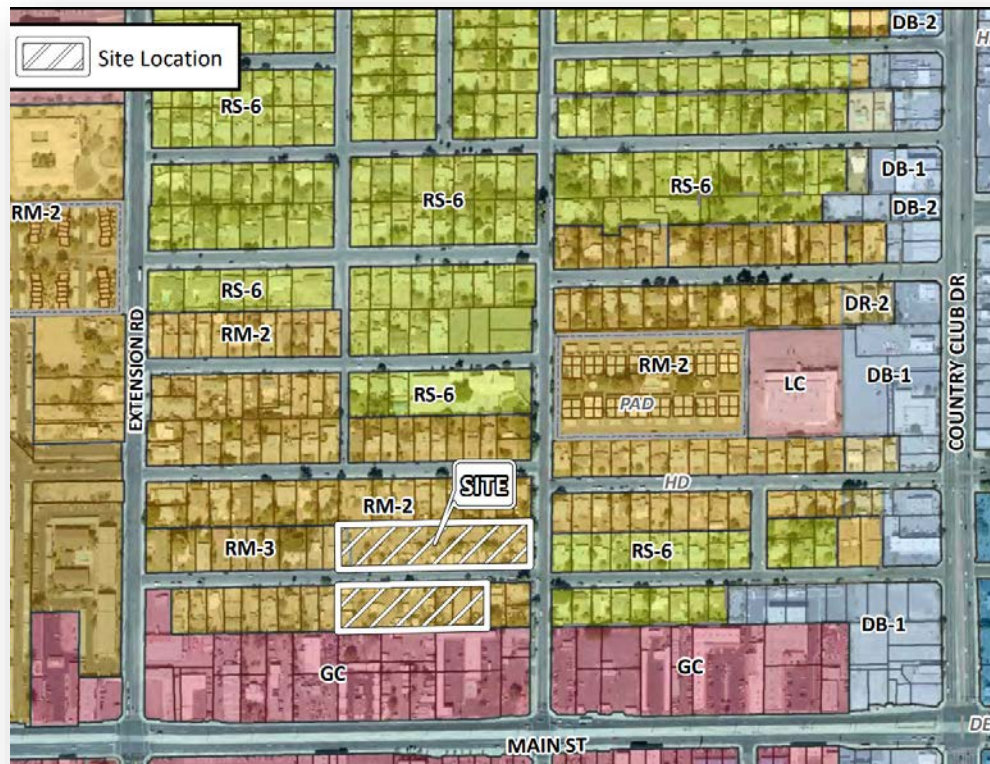 Site Location
DB-2
H
RS-6
RS-6
RS-6
DB-1
DB-2
RM-2
RS-6
RM-2
DR-2
EXTENSION RD
COUNTRY CLUB DR
RM-2
LC
DB-1
RS-6
PAD
SITE
HD
RM-2
RM-3
RS-6
DB-1
GC
GC
MAIN ST
DB